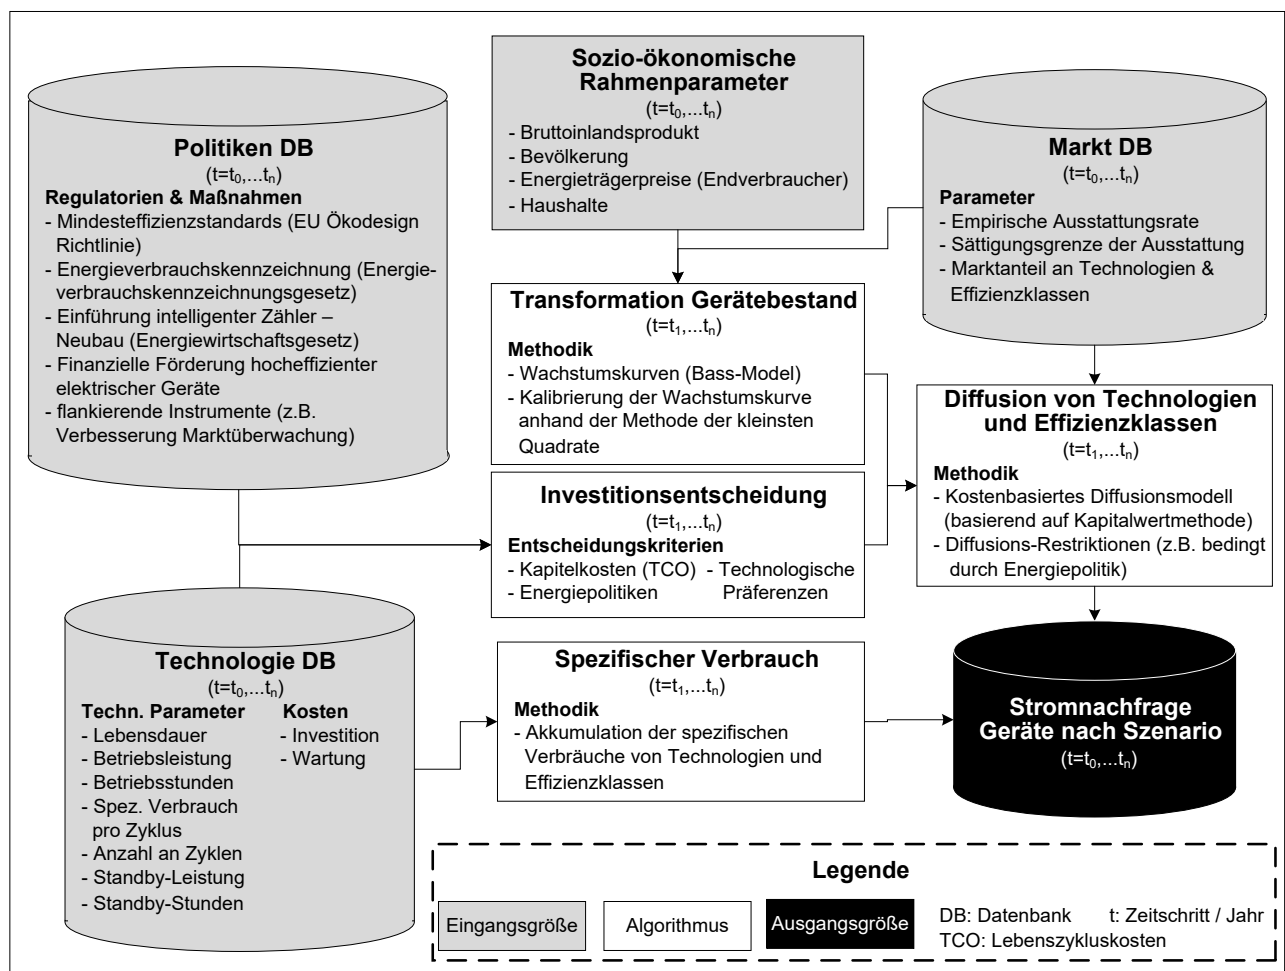 Politiken DB
(t=t0,...tn)
Regulatorien & Maßnahmen
- Mindesteffizienzstandards (EU Ökodesign
Richtlinie)
- Energieverbrauchskennzeichnung (Energie-
verbrauchskennzeichnungsgesetz)
- Einführung intelligenter Zähler –
Neubau (Energiewirtschaftsgesetz)
- Finanzielle Förderung hocheffizienter
elektrischer Geräte
- flankierende Instrumente (z.B.
Verbesserung Marktüberwachung)
Sozio-ökonomische
Rahmenparameter
(t=t0,...tn)
- Bruttoinlandsprodukt
- Bevölkerung
- Energieträgerpreise (Endverbraucher)
- Haushalte
Markt DB
(t=t0,...tn)
Parameter
- Empirische Ausstattungsrate
- Sättigungsgrenze der Ausstattung
- Marktanteil an Technologien &
Effizienzklassen
Transformation Gerätebestand
(t=t1,...tn)
Methodik
- Wachstumskurven (Bass-Model)
- Kalibrierung der Wachstumskurve
anhand der Methode der kleinsten
Quadrate
Diffusion von Technologien
und Effizienzklassen
(t=t1,...tn)
Methodik
- Kostenbasiertes Diffusionsmodell
(basierend auf Kapitalwertmethode)
- Diffusions-Restriktionen (z.B. bedingt
durch Energiepolitik)
Investitionsentscheidung
(t=t1,...tn)
Entscheidungskriterien
- Kapitelkosten (TCO) - Technologische
- Energiepolitiken Präferenzen
Technologie DB
(t=t0,...tn)
Techn. Parameter Kosten
- Lebensdauer - Investition
- Betriebsleistung - Wartung
- Betriebsstunden
- Spez. Verbrauch
pro Zyklus
- Anzahl an Zyklen
- Standby-Leistung
- Standby-Stunden
Spezifischer Verbrauch
(t=t1,...tn)
Methodik
- Akkumulation der spezifischen
Verbräuche von Technologien und
Effizienzklassen
Stromnachfrage
Geräte nach Szenario
(t=t0,...tn)
Legende
Eingangsgröße Algorithmus Ausgangsgröße
DB: Datenbank t: Zeitschritt / Jahr
TCO: Lebenszykluskosten